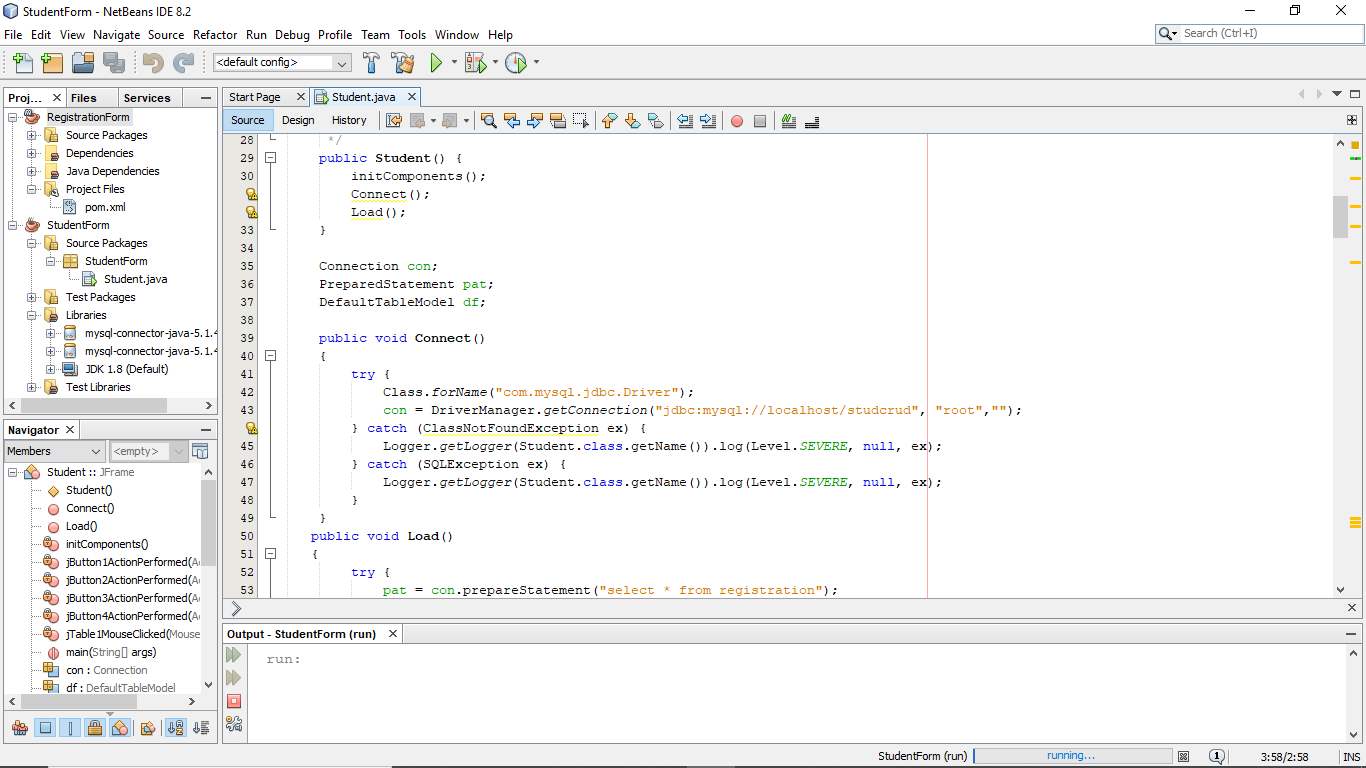 StudentForm - NetBeans IDE 8.2
File Edit View Navigate Source Refactor Run Debug Profile Team Tools Window Help
Search (Ctrl+I)
<default config>
Proj... Files Services
RegistrationForm
Source Packages
Dependencies
Java Dependencies
Project Files
pom.xml
StudentForm
Source Packages
StudentForm
Student.java
Test Packages
Libraries
mysql-connector-java-5.1.4
mysql-connector-java-5.1.4
JDK 1.8 (Default)
Test Libraries
Navigator
Members <empty>
Student :: JFrame
Student()
Connect()
Load()
initComponents()
jButton1ActionPerformed(Ac
jButton2ActionPerformed(Ac
jButton3ActionPerformed(Ac
jButton4ActionPerformed(Ac
jTable1MouseClicked(Mouse
main(String[] args)
con : Connection
df : DefaultTableModel
Start Page Student.java
Source Design History
28 */
29 public Student() {
30 initComponents();
Connect();
Load();
33 }
34
35 Connection con;
36 PreparedStatement pat;
37 DefaultTableModel df;
38
39 public void Connect()
40 {
41 try {
42 Class.forName("com.mysql.jdbc.Driver");
43 con = DriverManager.getConnection("jdbc:mysql://localhost/studcrud", "root","");
} catch (ClassNotFoundException ex) {
45 Logger.getLogger(Student.class.getName()).log(Level.SEVERE, null, ex);
46 } catch (SQLException ex) {
47 Logger.getLogger(Student.class.getName()).log(Level.SEVERE, null, ex);
48 }
49 }
50 public void Load()
51 {
52 try {
53 pat = con.prepareStatement("select * from registration");
Output - StudentForm (run)
run:
StudentForm (run) running... 1 3:58/2:58 INS